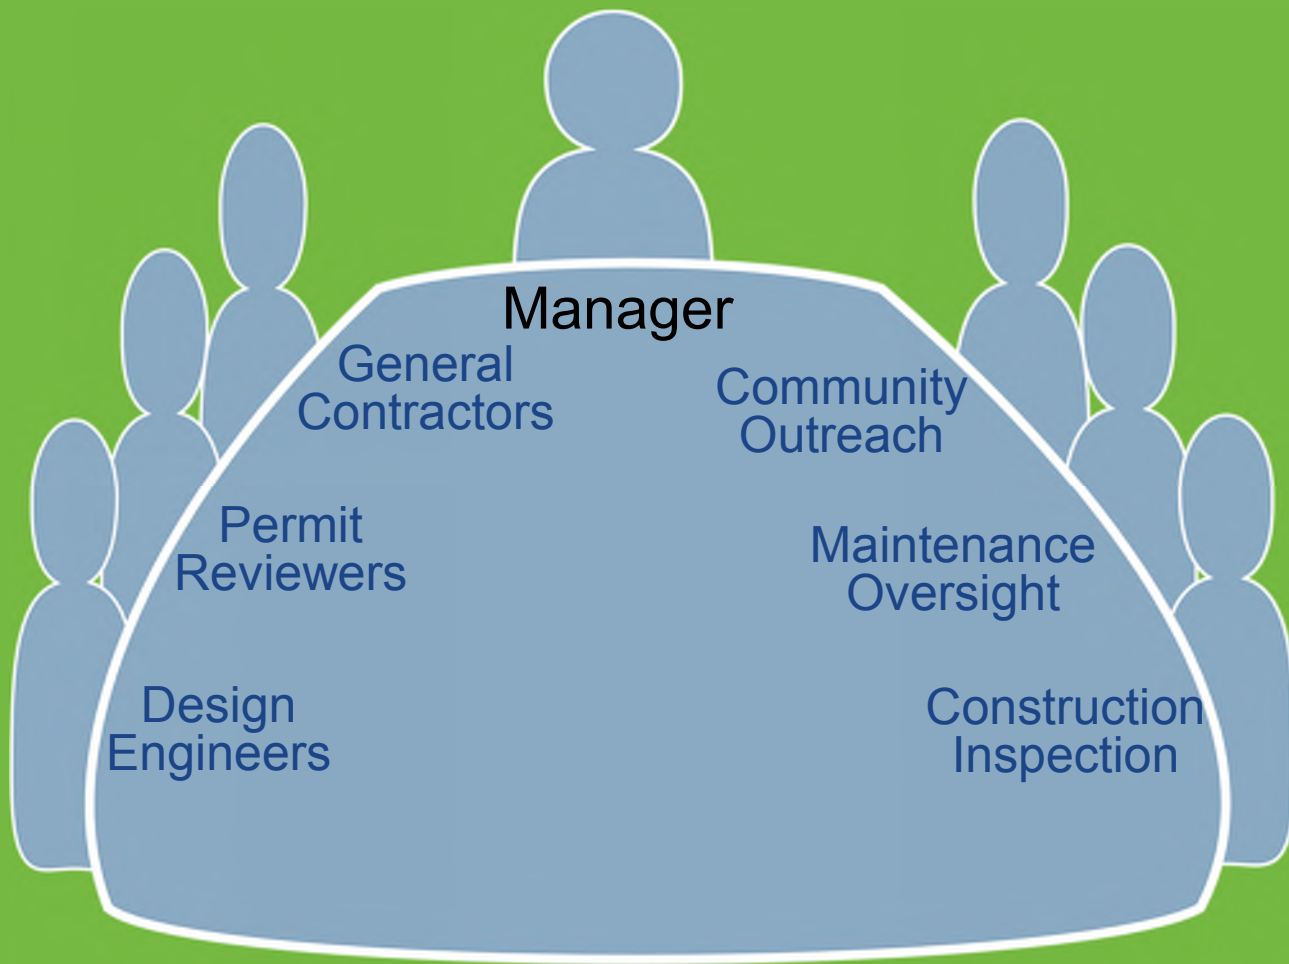 Manager
General
Contractors
Community
Outreach
Permit
Reviewers
Maintenance
Oversight
Design
Engineers
Construction
Inspection